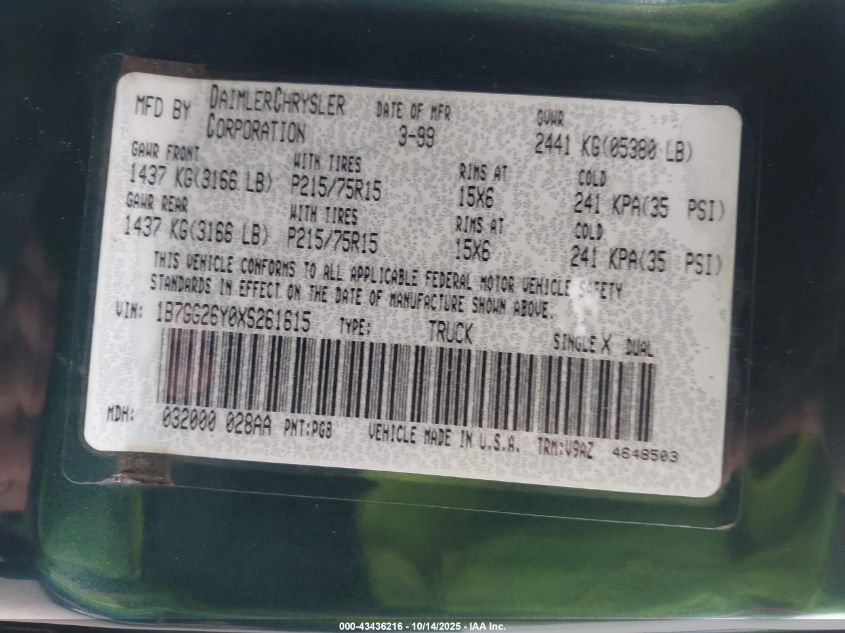 MFD BY DAIMLERCHRYSLER CORPORATION DATE OF MFR 3-99 GVWR 2441 KG(05380 LB)
GAWR FRONT WITH TIRES RIMS AT COLD
1437 KG(3166 LB) P215/75R15 15X6 241 KPA(35 PSI)
GAWR REAR WITH TIRES RIMS AT COLD
1437 KG(3166 LB) P215/75R15 15X6 241 KPA(35 PSI)
THIS VEHICLE CONFORMS TO ALL APPLICABLE FEDERAL MOTOR VEHICLE SAFETY
STANDARDS IN EFFECT ON THE DATE OF MANUFACTURE SHOWN ABOVE.
VIN: 1B7GG26Y0XS261615 TYPE: TRUCK SINGLE X DUAL
MDH: 032000 028AA PNT:PG8 VEHICLE MADE IN U.S.A. TRM:V9AZ 4648503
000-43436216 - 10/14/2025 - IAA Inc.